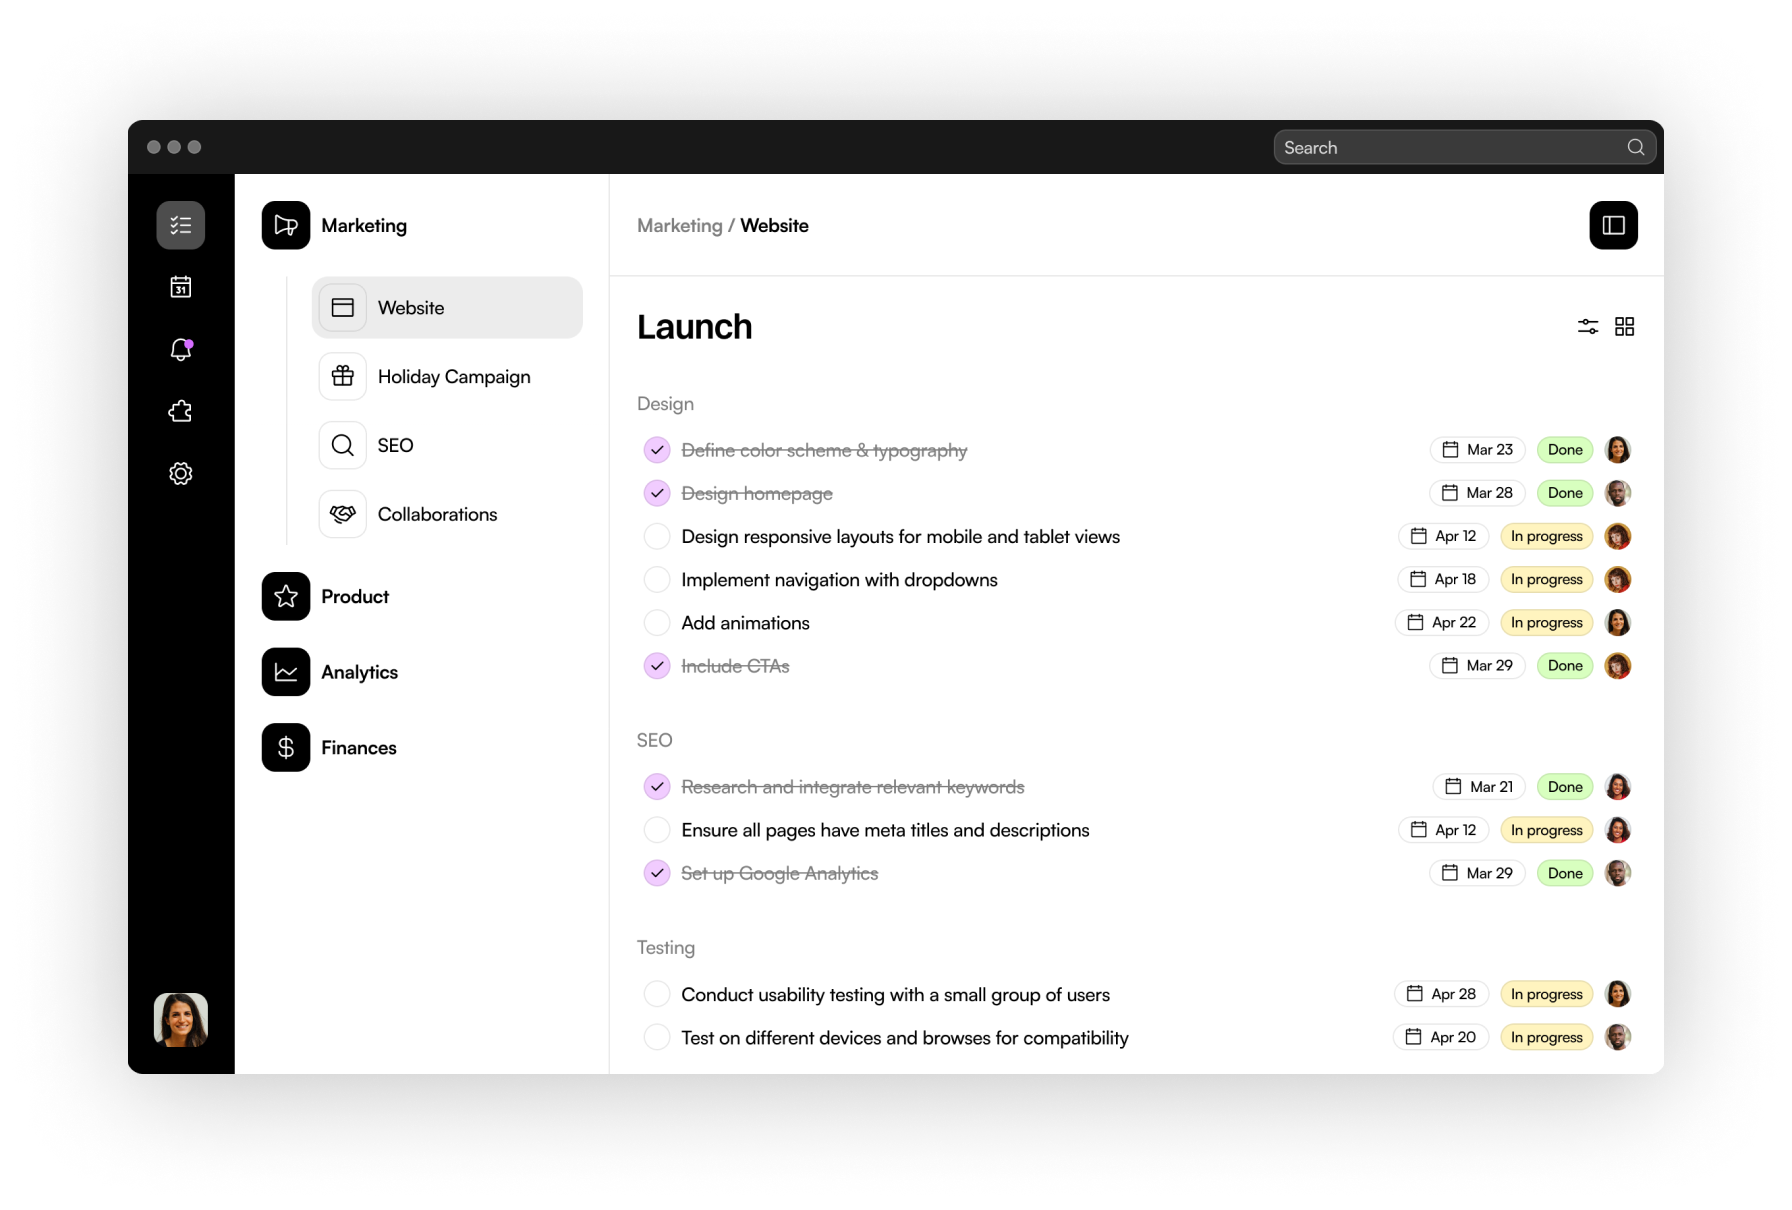 Search
31
Marketing
Website
Holiday Campaign
SEO
Collaborations
Product
Analytics
Finances
Marketing / Website
Launch
Design
Define color scheme & typography Mar 23 Done
Design homepage Mar 28 Done
Design responsive layouts for mobile and tablet views Apr 12 In progress
Implement navigation with dropdowns Apr 18 In progress
Add animations Apr 22 In progress
Include CTAs Mar 29 Done
SEO
Research and integrate relevant keywords Mar 21 Done
Ensure all pages have meta titles and descriptions Apr 12 In progress
Set up Google Analytics Mar 29 Done
Testing
Conduct usability testing with a small group of users Apr 28 In progress
Test on different devices and browses for compatibility Apr 20 In progress